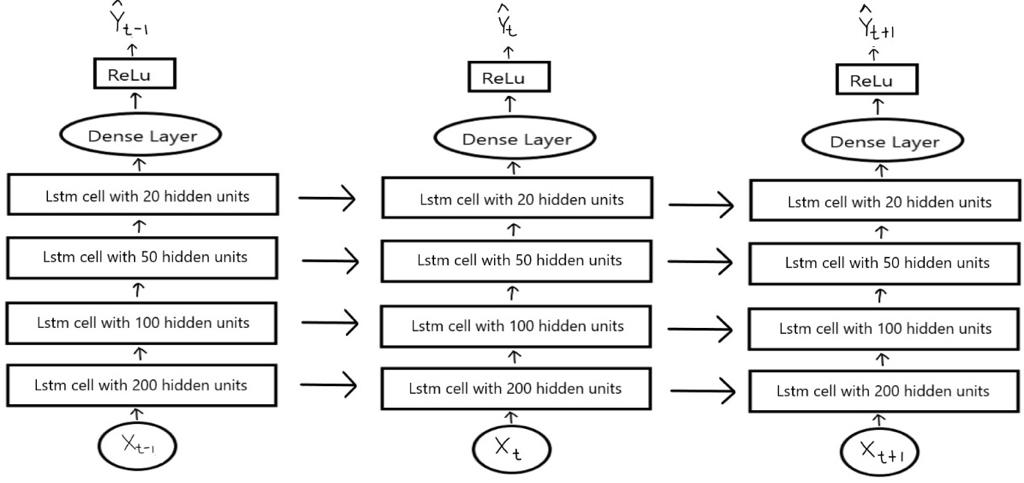 Ŷt-1 Ŷt Ŷt+1
ReLu ReLu ReLu
Dense Layer Dense Layer Dense Layer
Lstm cell with 20 hidden units Lstm cell with 20 hidden units Lstm cell with 20 hidden units
Lstm cell with 50 hidden units Lstm cell with 50 hidden units Lstm cell with 50 hidden units
Lstm cell with 100 hidden units Lstm cell with 100 hidden units Lstm cell with 100 hidden units
Lstm cell with 200 hidden units Lstm cell with 200 hidden units Lstm cell with 200 hidden units
Xt-1 Xt Xt+1